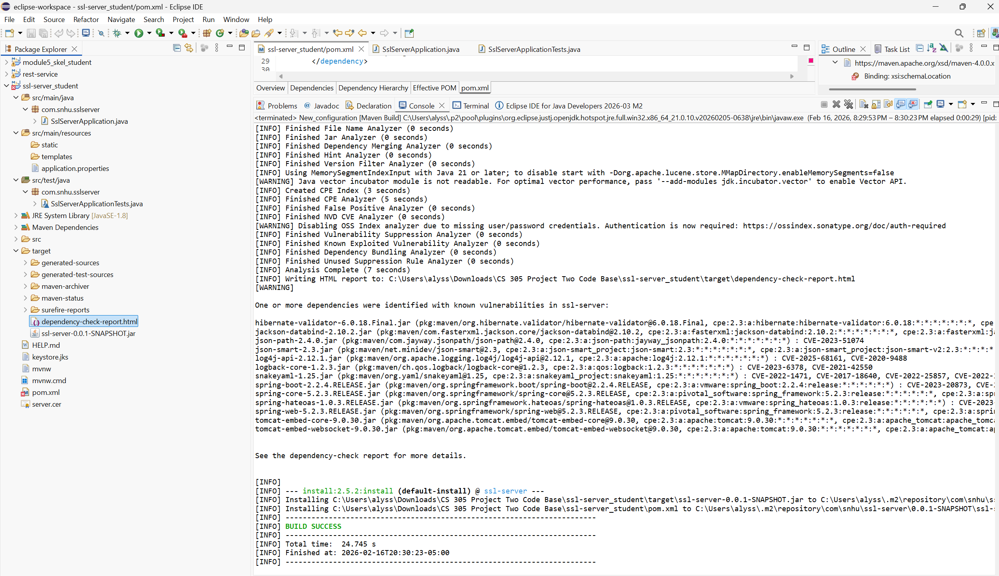 eclipse-workspace - ssl-server_student/pom.xml - Eclipse IDE
File Edit Source Refactor Navigate Search Project Run Window Help
Package Explorer
module5_skel_student
rest-service
ssl-server_student
src/main/java
com.snhu.sslserver
SslServerApplication.java
src/main/resources
static
templates
application.properties
src/test/java
com.snhu.sslserver
SslServerApplicationTests.java
JRE System Library [JavaSE-1.8]
Maven Dependencies
src
target
generated-sources
generated-test-sources
maven-archiver
maven-status
surefire-reports
dependency-check-report.html
ssl-server-0.0.1-SNAPSHOT.jar
HELP.md
keystore.jks
mvnw
mvnw.cmd
pom.xml
server.cer
ssl-server_student/pom.xml SslServerApplication.java SslServerApplicationTests.java
29 </dependency>
30
Overview Dependencies Dependency Hierarchy Effective POM pom.xml
Outline Task List
https://maven.apache.org/xsd/maven-4.0.0.x
Binding: xsi:schemaLocation
Problems @ Javadoc Declaration Console Terminal Eclipse IDE for Java Developers 2026-03 M2
<terminated> New_configuration [Maven Build] C:\Users\alyss\.p2\pool\plugins\org.eclipse.justj.openjdk.hotspot.jre.full.win32.x86_64_21.0.10.v20260205-0638\jre\bin\javaw.exe (Feb 16, 2026, 8:29:53 PM – 8:30:23 PM elapsed 0:00:29) [pid:
[INFO] Finished File Name Analyzer (0 seconds)
[INFO] Finished Jar Analyzer (0 seconds)
[INFO] Finished Dependency Merging Analyzer (0 seconds)
[INFO] Finished Hint Analyzer (0 seconds)
[INFO] Finished Version Filter Analyzer (0 seconds)
[INFO] Using MemorySegmentIndexInput with Java 21 or later; to disable start with -Dorg.apache.lucene.store.MMapDirectory.enableMemorySegments=false
[WARNING] Java vector incubator module is not readable. For optimal vector performance, pass '--add-modules jdk.incubator.vector' to enable Vector API.
[INFO] Created CPE Index (3 seconds)
[INFO] Finished CPE Analyzer (5 seconds)
[INFO] Finished False Positive Analyzer (0 seconds)
[INFO] Finished NVD CVE Analyzer (0 seconds)
[WARNING] Disabling OSS Index analyzer due to missing user/password credentials. Authentication is now required: https://ossindex.sonatype.org/doc/auth-required
[INFO] Finished Vulnerability Suppression Analyzer (0 seconds)
[INFO] Finished Known Exploited Vulnerability Analyzer (0 seconds)
[INFO] Finished Dependency Bundling Analyzer (0 seconds)
[INFO] Finished Unused Suppression Rule Analyzer (0 seconds)
[INFO] Analysis Complete (7 seconds)
[INFO] Writing HTML report to: C:\Users\alyss\Downloads\CS 305 Project Two Code Base\ssl-server_student\target\dependency-check-report.html
[WARNING]
One or more dependencies were identified with known vulnerabilities in ssl-server:
hibernate-validator-6.0.18.Final.jar (pkg:maven/org.hibernate.validator/hibernate-validator@6.0.18.Final, cpe:2.3:a:hibernate:hibernate-validator:6.0.18:*:*:*:*:*:*:*, cpe
jackson-databind-2.10.2.jar (pkg:maven/com.fasterxml.jackson.core/jackson-databind@2.10.2, cpe:2.3:a:fasterxml:jackson-databind:2.10.2:*:*:*:*:*:*:*, cpe:2.3:a:fasterxml:j
json-path-2.4.0.jar (pkg:maven/com.jayway.jsonpath/json-path@2.4.0, cpe:2.3:a:json-path:jayway_jsonpath:2.4.0:*:*:*:*:*:*:*) : CVE-2023-51074
json-smart-2.3.jar (pkg:maven/net.minidev/json-smart@2.3, cpe:2.3:a:json-smart_project:json-smart:2.3:*:*:*:*:*:*:*, cpe:2.3:a:json-smart_project:json-smart-v2:2.3:*:*:*:*
log4j-api-2.12.1.jar (pkg:maven/org.apache.logging.log4j/log4j-api@2.12.1, cpe:2.3:a:apache:log4j:2.12.1:*:*:*:*:*:*:*) : CVE-2025-68161, CVE-2020-9488
logback-core-1.2.3.jar (pkg:maven/ch.qos.logback/logback-core@1.2.3, cpe:2.3:a:qos:logback:1.2.3:*:*:*:*:*:*:*) : CVE-2023-6378, CVE-2021-42550
snakeyaml-1.25.jar (pkg:maven/org.yaml/snakeyaml@1.25, cpe:2.3:a:snakeyaml_project:snakeyaml:1.25:*:*:*:*:*:*:*) : CVE-2022-1471, CVE-2017-18640, CVE-2022-25857, CVE-2022-
spring-boot-2.2.4.RELEASE.jar (pkg:maven/org.springframework.boot/spring-boot@2.2.4.RELEASE, cpe:2.3:a:vmware:spring_boot:2.2.4:release:*:*:*:*:*:*) : CVE-2023-20873, CVE-
spring-core-5.2.3.RELEASE.jar (pkg:maven/org.springframework/spring-core@5.2.3.RELEASE, cpe:2.3:a:pivotal_software:spring_framework:5.2.3:release:*:*:*:*:*:*, cpe:2.3:a:spr
spring-hateoas-1.0.3.RELEASE.jar (pkg:maven/org.springframework.hateoas/spring-hateoas@1.0.3.RELEASE, cpe:2.3:a:vmware:spring_hateoas:1.0.3:release:*:*:*:*:*:*) : CVE-2023-
spring-web-5.2.3.RELEASE.jar (pkg:maven/org.springframework/spring-web@5.2.3.RELEASE, cpe:2.3:a:pivotal_software:spring_framework:5.2.3:release:*:*:*:*:*:*, cpe:2.3:a:spri
tomcat-embed-core-9.0.30.jar (pkg:maven/org.apache.tomcat.embed/tomcat-embed-core@9.0.30, cpe:2.3:a:apache:tomcat:9.0.30:*:*:*:*:*:*:*, cpe:2.3:a:apache_tomcat:apache_tomc
tomcat-embed-websocket-9.0.30.jar (pkg:maven/org.apache.tomcat.embed/tomcat-embed-websocket@9.0.30, cpe:2.3:a:apache:tomcat:9.0.30:*:*:*:*:*:*:*, cpe:2.3:a:apache_tomcat:a
See the dependency-check report for more details.
[INFO]
[INFO] --- install:2.5.2:install (default-install) @ ssl-server ---
[INFO] Installing C:\Users\alyss\Downloads\CS 305 Project Two Code Base\ssl-server_student\target\ssl-server-0.0.1-SNAPSHOT.jar to C:\Users\alyss\.m2\repository\com\snhu\s
[INFO] Installing C:\Users\alyss\Downloads\CS 305 Project Two Code Base\ssl-server_student\pom.xml to C:\Users\alyss\.m2\repository\com\snhu\ssl-server\0.0.1-SNAPSHOT\ssl-
[INFO] ------------------------------------------------------------------------
[INFO] BUILD SUCCESS
[INFO] ------------------------------------------------------------------------
[INFO] Total time:  24.745 s
[INFO] Finished at: 2026-02-16T20:30:23-05:00
[INFO] ------------------------------------------------------------------------